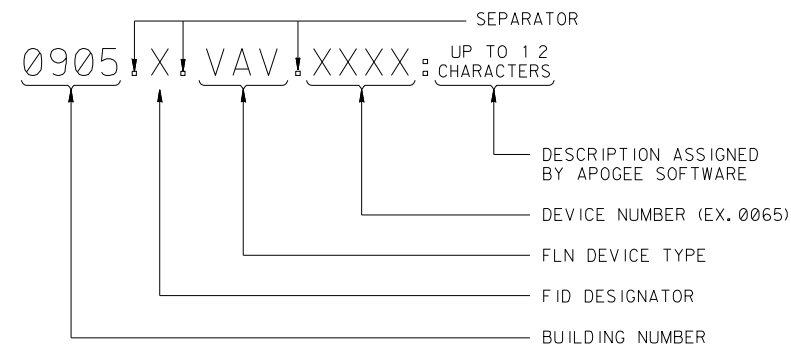 SEPARATOR
0905.X.VAV.XXXX:UP TO 12
CHARACTERS
DESCRIPTION ASSIGNED
BY APOGEE SOFTWARE
DEVICE NUMBER (EX.0065)
FLN DEVICE TYPE
FID DESIGNATOR
BUILDING NUMBER